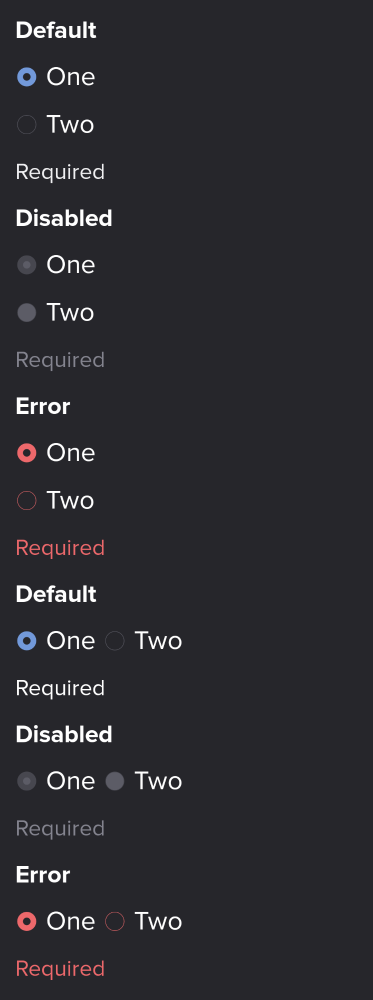 Default
One
Two
Required
Disabled
One
Two
Required
Error
One
Two
Required
Default
One Two
Required
Disabled
One Two
Required
Error
One Two
Required